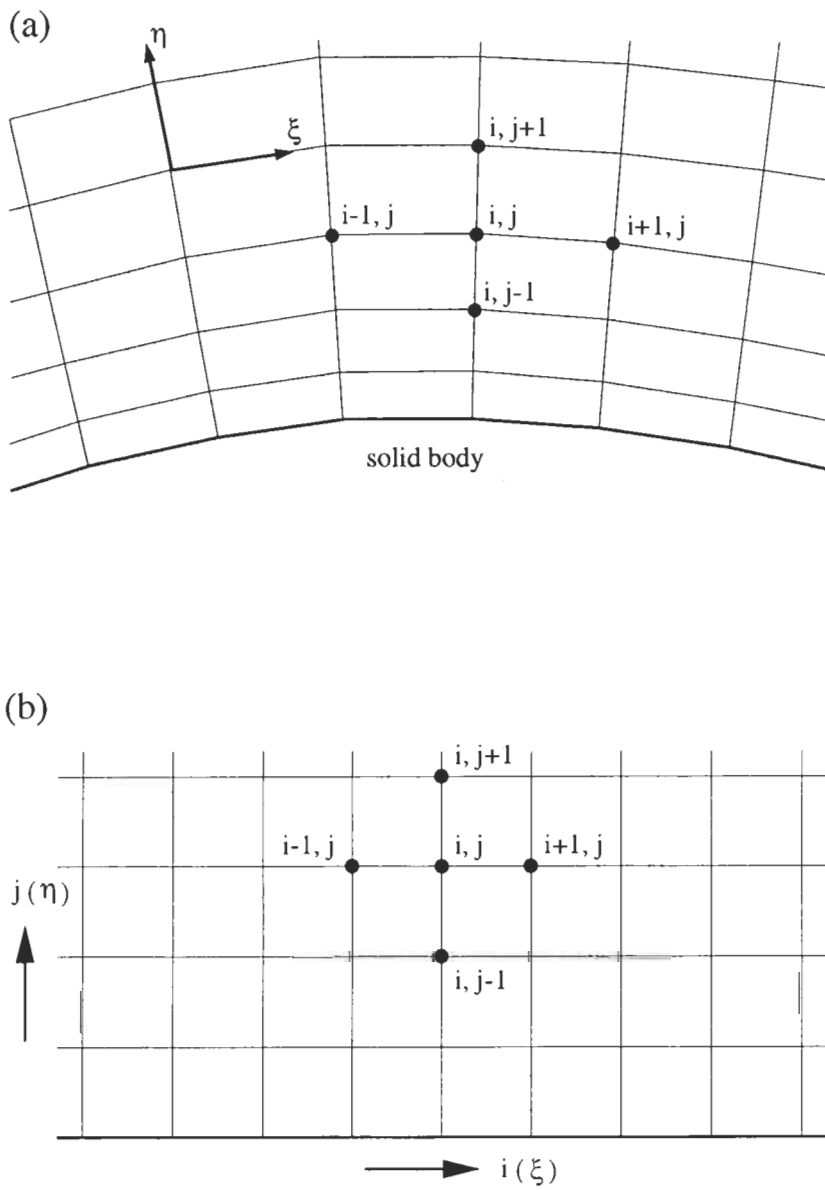 (a)
η
ξ
i, j+1
i-1, j
i, j
i+1, j
i, j-1
solid body
(b)
i, j+1
i-1, j
i, j
i+1, j
j(η)
i, j-1
i(ξ)